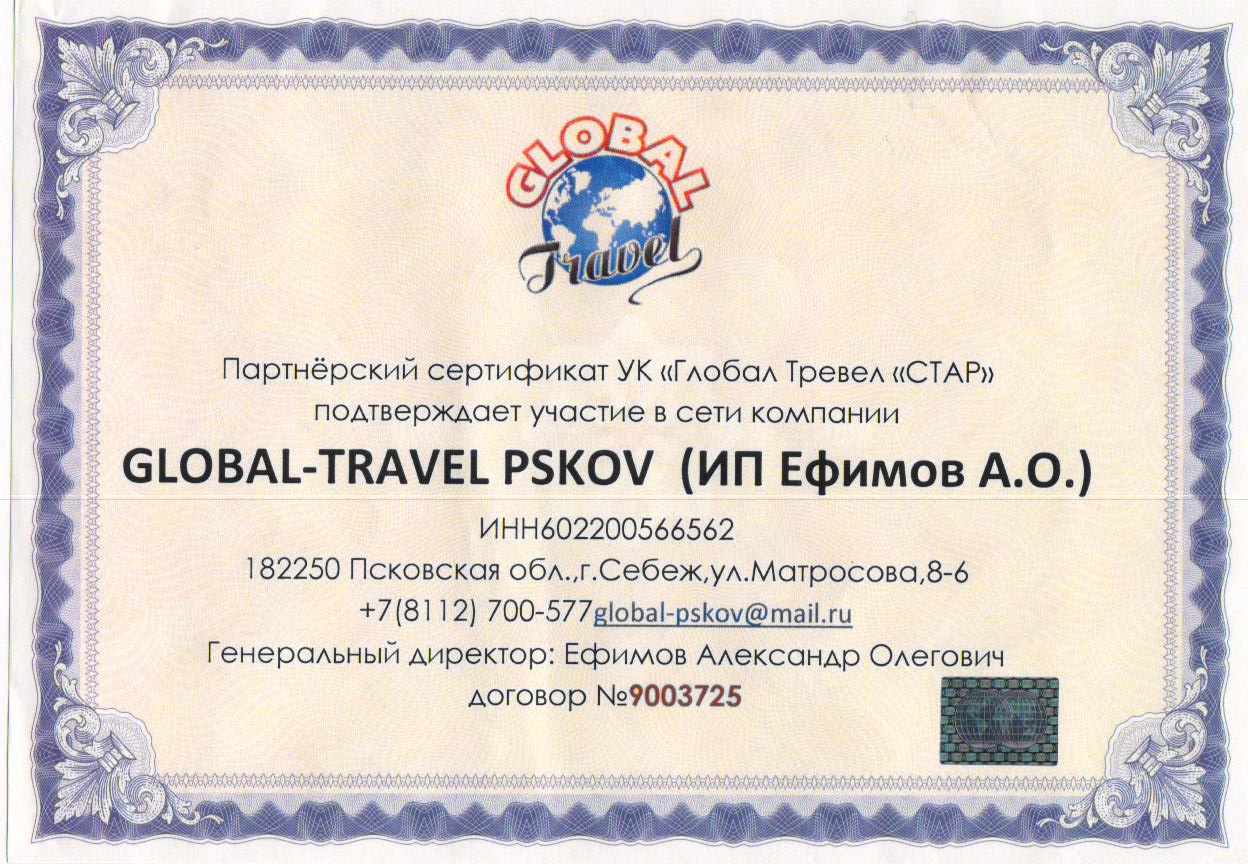 GLOBAL
Travel
Партнёрский сертификат УК «Глобал Тревел «СТАР»
подтверждает участие в сети компании
GLOBAL-TRAVEL PSKOV (ИП Ефимов А.О.)
ИНН602200566562
182250 Псковская обл.,г.Себеж,ул.Матросова,8-6
+7(8112) 700-577global-pskov@mail.ru
Генеральный директор: Ефимов Александр Олегович
договор №9003725